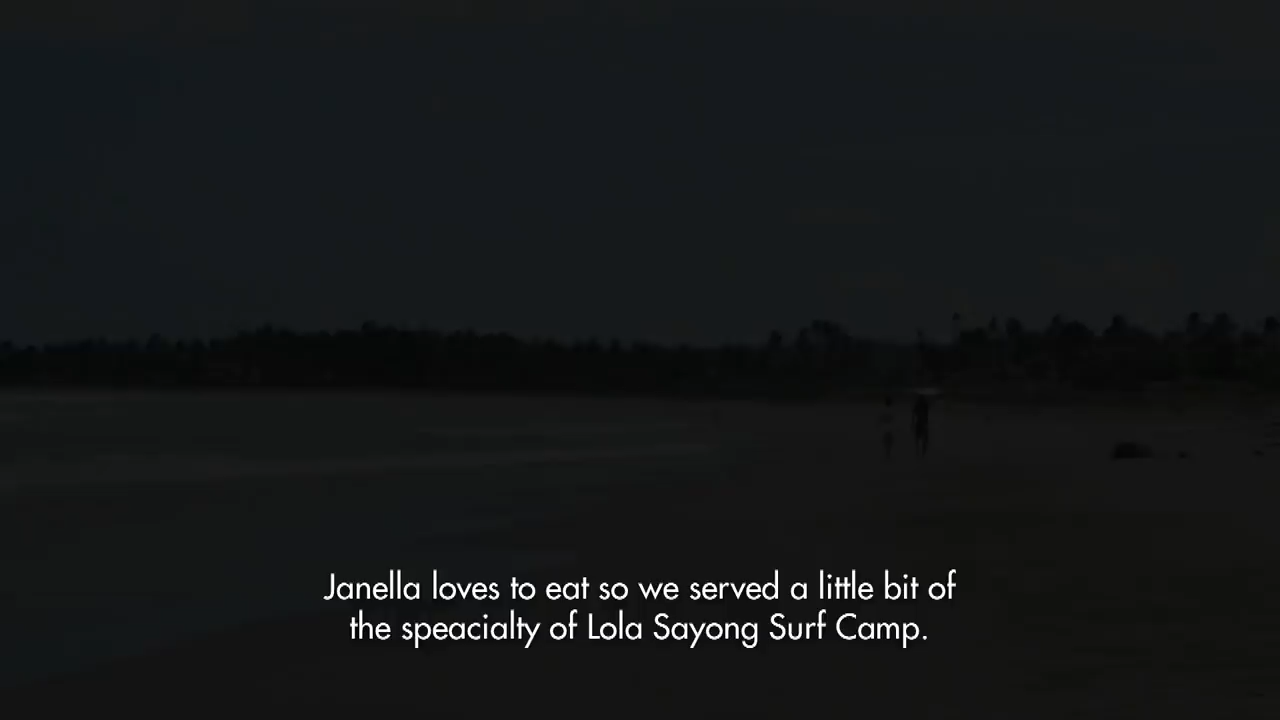 Janella loves to eat so we served a little bit of
the speacialty of Lola Sayong Surf Camp.